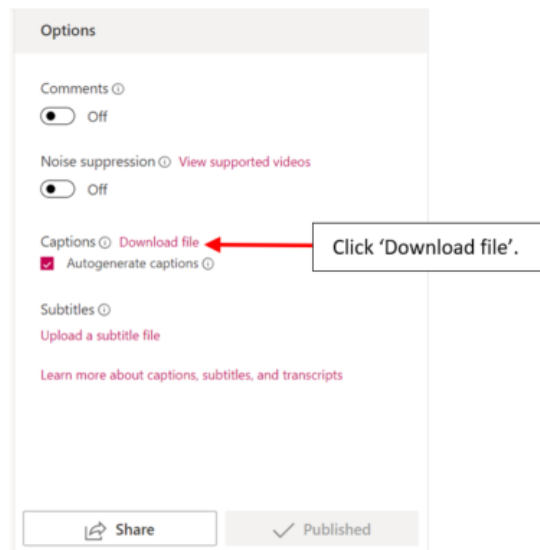 Options
Comments
Off
Noise suppression View supported videos
Off
Captions Download file
Click ‘Download file’.
Autogenerate captions
Subtitles
Upload a subtitle file
Learn more about captions, subtitles, and transcripts
Share
Published